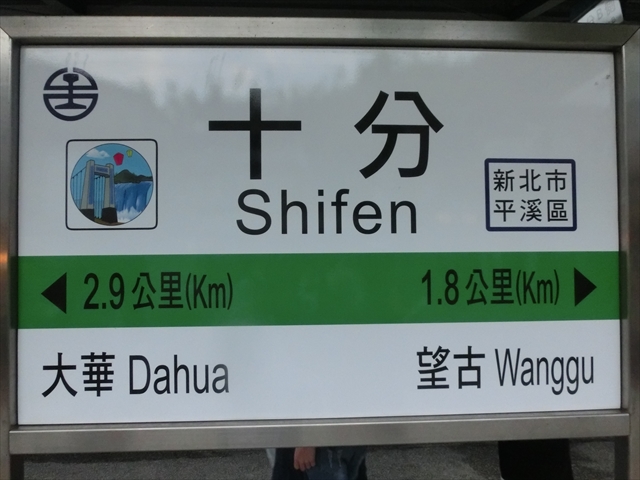 十分
Shifen
新北市
平溪區
◀ 2.9公里(Km)
1.8公里(Km) ▶
大華 Dahua
望古 Wanggu